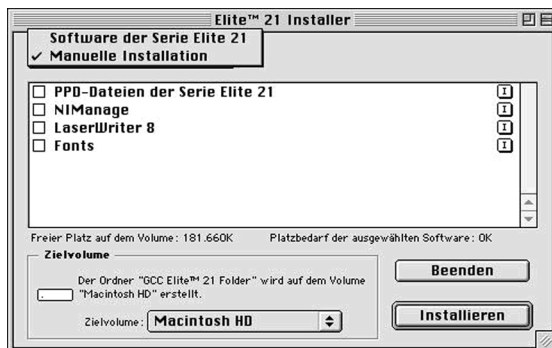 Elite™ 21 Installer
Software der Serie Elite 21
✓ Manuelle Installation
PPD-Dateien der Serie Elite 21
NIManage
LaserWriter 8
Fonts
Freier Platz auf dem Volume: 181.660K Platzbedarf der ausgewählten Software: 0K
Zielvolume
Der Ordner "GCC Elite™ 21 Folder" wird auf dem Volume
"Macintosh HD" erstellt.
Zielvolume: Macintosh HD
Beenden
Installieren